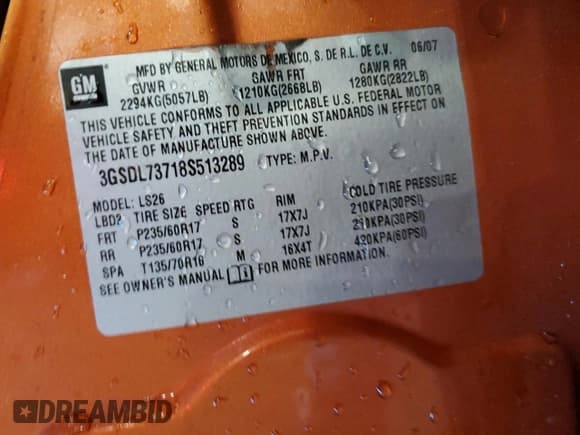 GM
MFD BY GENERAL MOTORS DE MEXICO, S. DE R.L. DE C.V. 06/07
GVWR GAWR FRT GAWR RR
2294KG(5057LB) 1210KG(2668LB) 1280KG(2822LB)
THIS VEHICLE CONFORMS TO ALL APPLICABLE U.S. FEDERAL MOTOR
VEHICLE SAFETY AND THEFT PREVENTION STANDARDS IN EFFECT ON
THE DATE OF MANUFACTURE SHOWN ABOVE.
3GSDL73718S513289 TYPE: M.P.V.
MODEL: LS26
LBD2 TIRE SIZE SPEED RTG RIM COLD TIRE PRESSURE
FRT P235/60R17 S 17X7J 210KPA(30PSI)
RR P235/60R17 S 17X7J 210KPA(30PSI)
SPA T135/70R16 M 16X4T 420KPA(60PSI)
SEE OWNER'S MANUAL FOR MORE INFORMATION.
DREAMBID